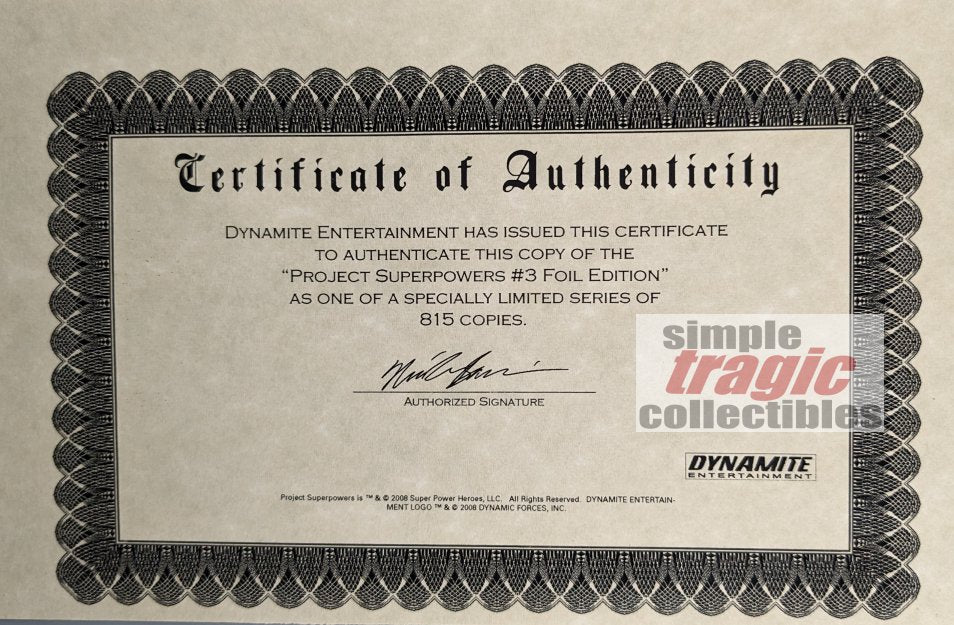 Certificate of Authenticity
DYNAMITE ENTERTAINMENT HAS ISSUED THIS CERTIFICATE
TO AUTHENTICATE THIS COPY OF THE
“PROJECT SUPERPOWERS #3 FOIL EDITION”
AS ONE OF A SPECIALLY LIMITED SERIES OF
815 COPIES.
AUTHORIZED SIGNATURE
simple
tragic
collectibles
DYNAMITE
ENTERTAINMENT
Project Superpowers is ™ & © 2008 Super Power Heroes, LLC. All Rights Reserved. DYNAMITE ENTERTAIN-
MENT LOGO ™ & © 2008 DYNAMIC FORCES, INC.